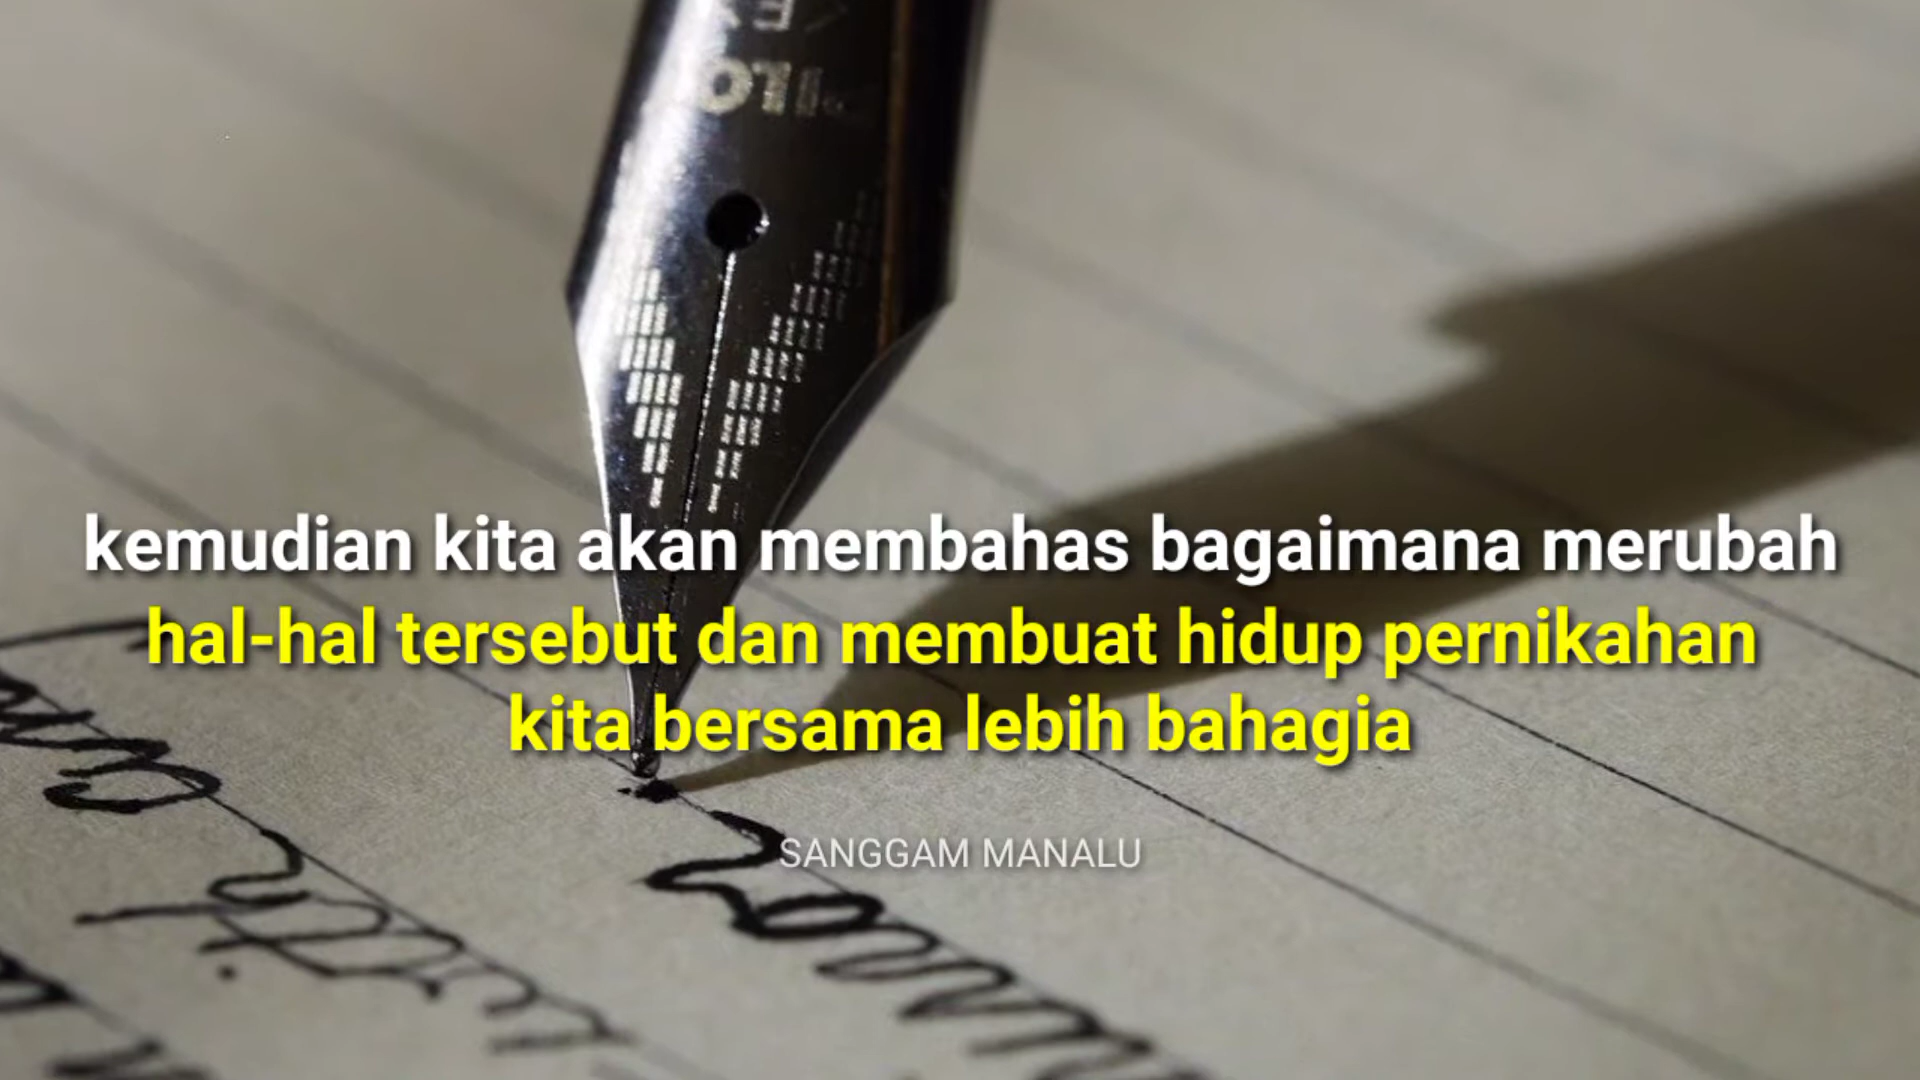 kemudian kita akan membahas bagaimana merubah
hal-hal tersebut dan membuat hidup pernikahan
kita bersama lebih bahagia
SANGGAM MANALU